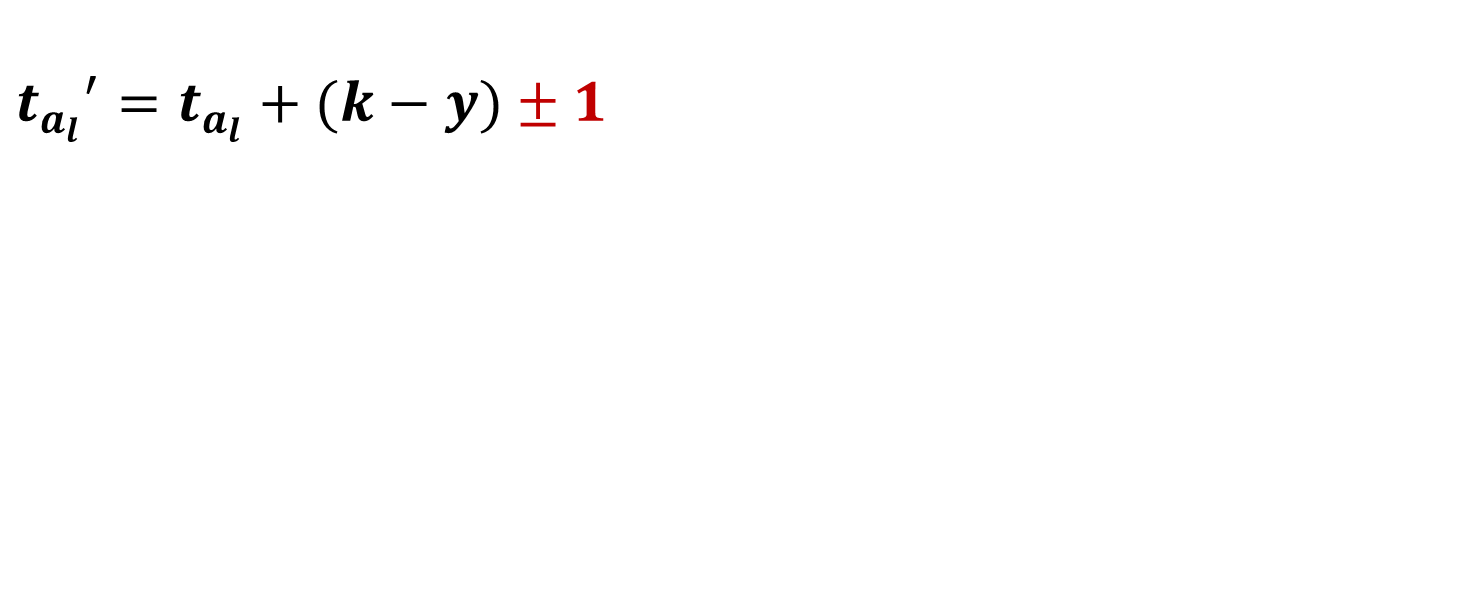 t_{a_l}′ = t_{a_l} + (k − y) ± 1